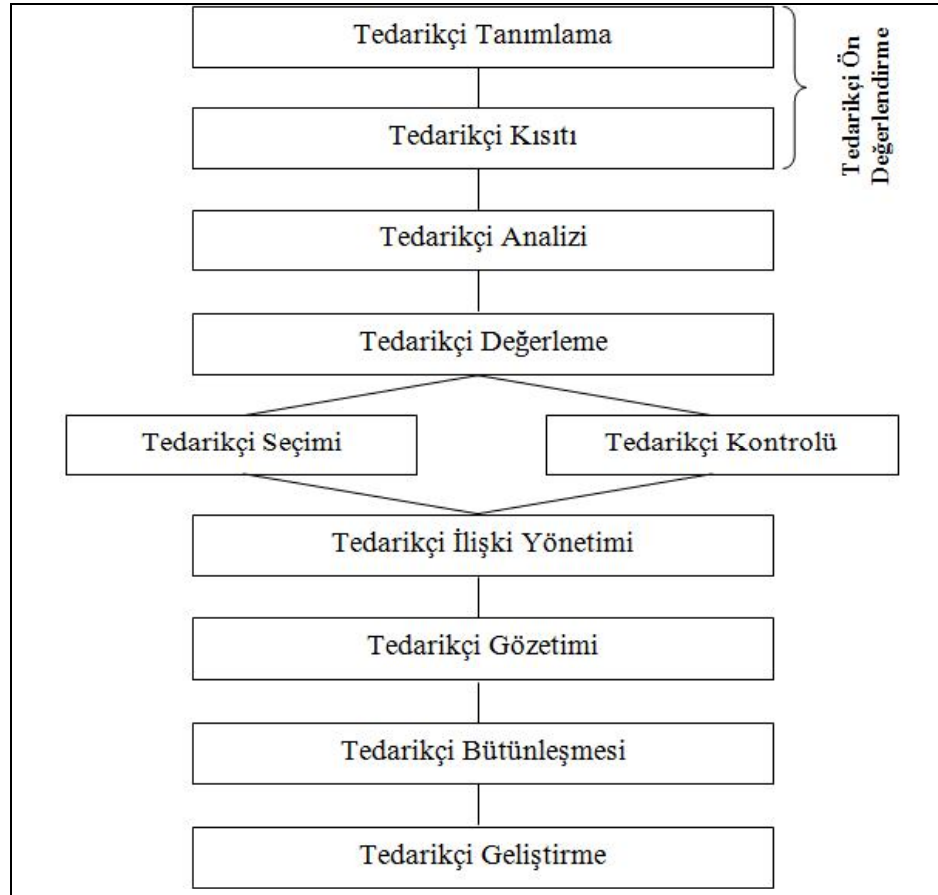 Tedarikçi Tanımlama
Tedarikçi Kısıtı
Tedarikçi Ön
Değerlendirme
Tedarikçi Analizi
Tedarikçi Değerleme
Tedarikçi Seçimi
Tedarikçi Kontrolü
Tedarikçi İlişki Yönetimi
Tedarikçi Gözetimi
Tedarikçi Bütünleşmesi
Tedarikçi Geliştirme